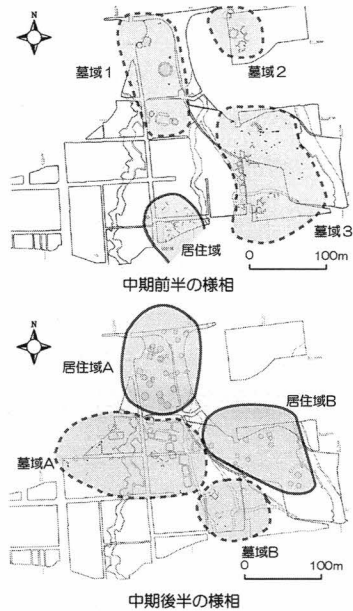 N
墓域1
墓域2
墓域3
居住域
0 100m
中期前半の様相
N
居住域A
居住域B
墓域A
墓域B
0 100m
中期後半の様相